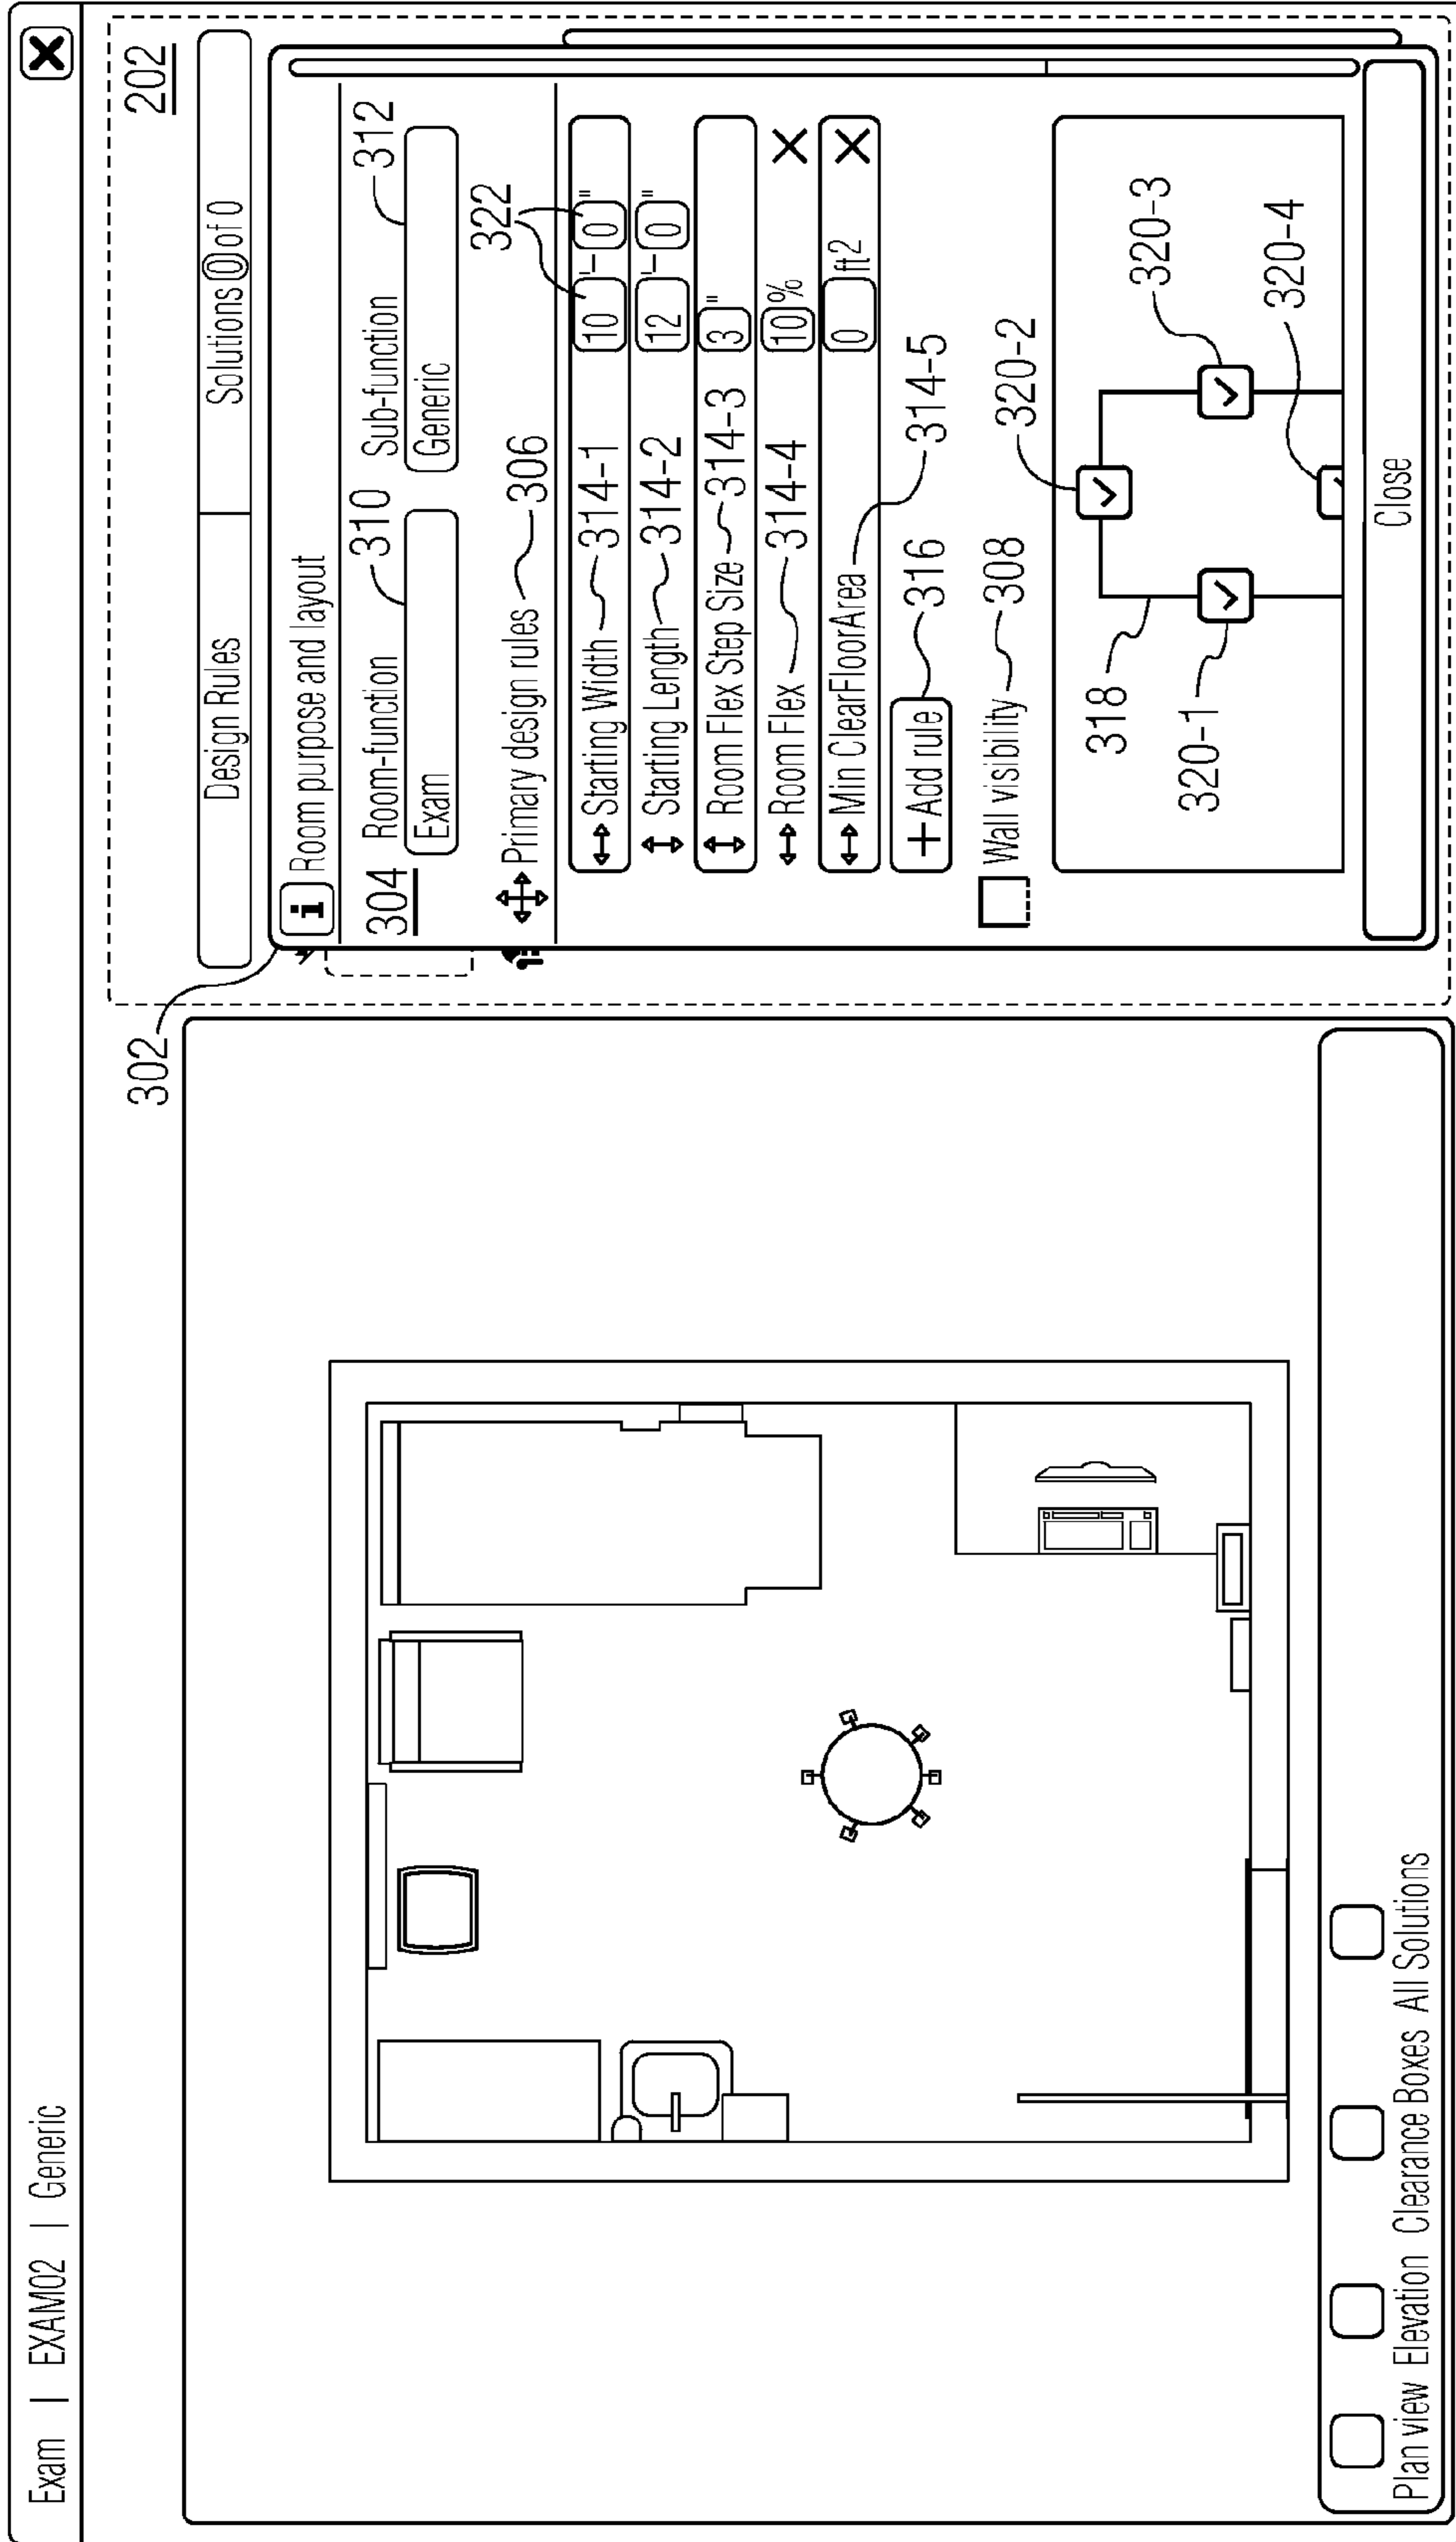 Exam | EXAM02 | Generic
202
302
Design Rules
Solutions 0 of 0
i Room purpose and layout
304
Room-function
310
Sub-function
312
Exam
Generic
Primary design rules
306
322
Starting Width 314-1 10 '– 0 "
Starting Length 314-2 12 '– 0 "
Room Flex Step Size 314-3 3 "
Room Flex 314-4 10 %
Min ClearFloorArea 314-5 0 ft2
+ Add rule 316
Wall visibility 308
318
320-1
320-2
320-3
320-4
Close
Plan view Elevation Clearance Boxes All Solutions